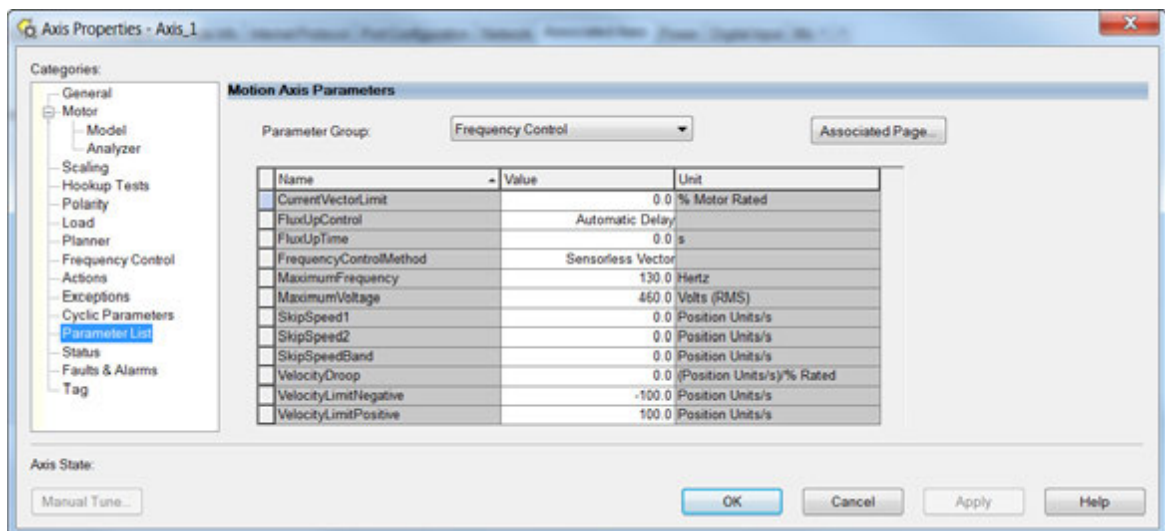 Axis Properties - Axis_1
Categories:
General
Motor
Model
Analyzer
Scaling
Hookup Tests
Polarity
Load
Planner
Frequency Control
Actions
Exceptions
Cyclic Parameters
Parameter List
Status
Faults & Alarms
Tag
Motion Axis Parameters
Parameter Group: Frequency Control Associated Page...
Name Value Unit
CurrentVectorLimit 0.0 % Motor Rated
FluxUpControl Automatic Delay
FluxUpTime 0.0 s
FrequencyControlMethod Sensorless Vector
MaximumFrequency 130.0 Hertz
MaximumVoltage 460.0 Volts (RMS)
SkipSpeed1 0.0 Position Units/s
SkipSpeed2 0.0 Position Units/s
SkipSpeedBand 0.0 Position Units/s
VelocityDroop 0.0 (Position Units/s)/% Rated
VelocityLimitNegative -100.0 Position Units/s
VelocityLimitPositive 100.0 Position Units/s
Axis State:
Manual Tune... OK Cancel Apply Help